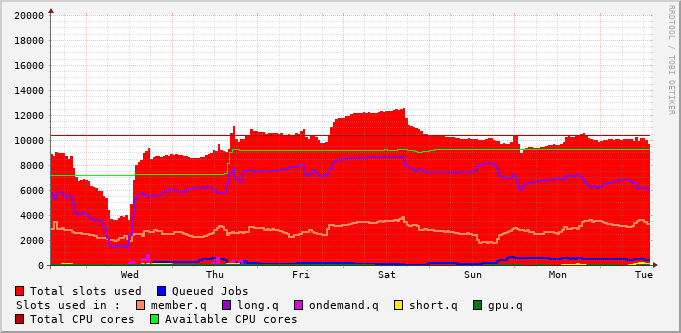 RRDTOOL / TOBI OETIKER
20000
18000
16000
14000
12000
10000
8000
6000
4000
2000
0
Wed Thu Fri Sat Sun Mon Tue
Total slots used Queued Jobs
Slots used in : member.q long.q ondemand.q short.q gpu.q
Total CPU cores Available CPU cores